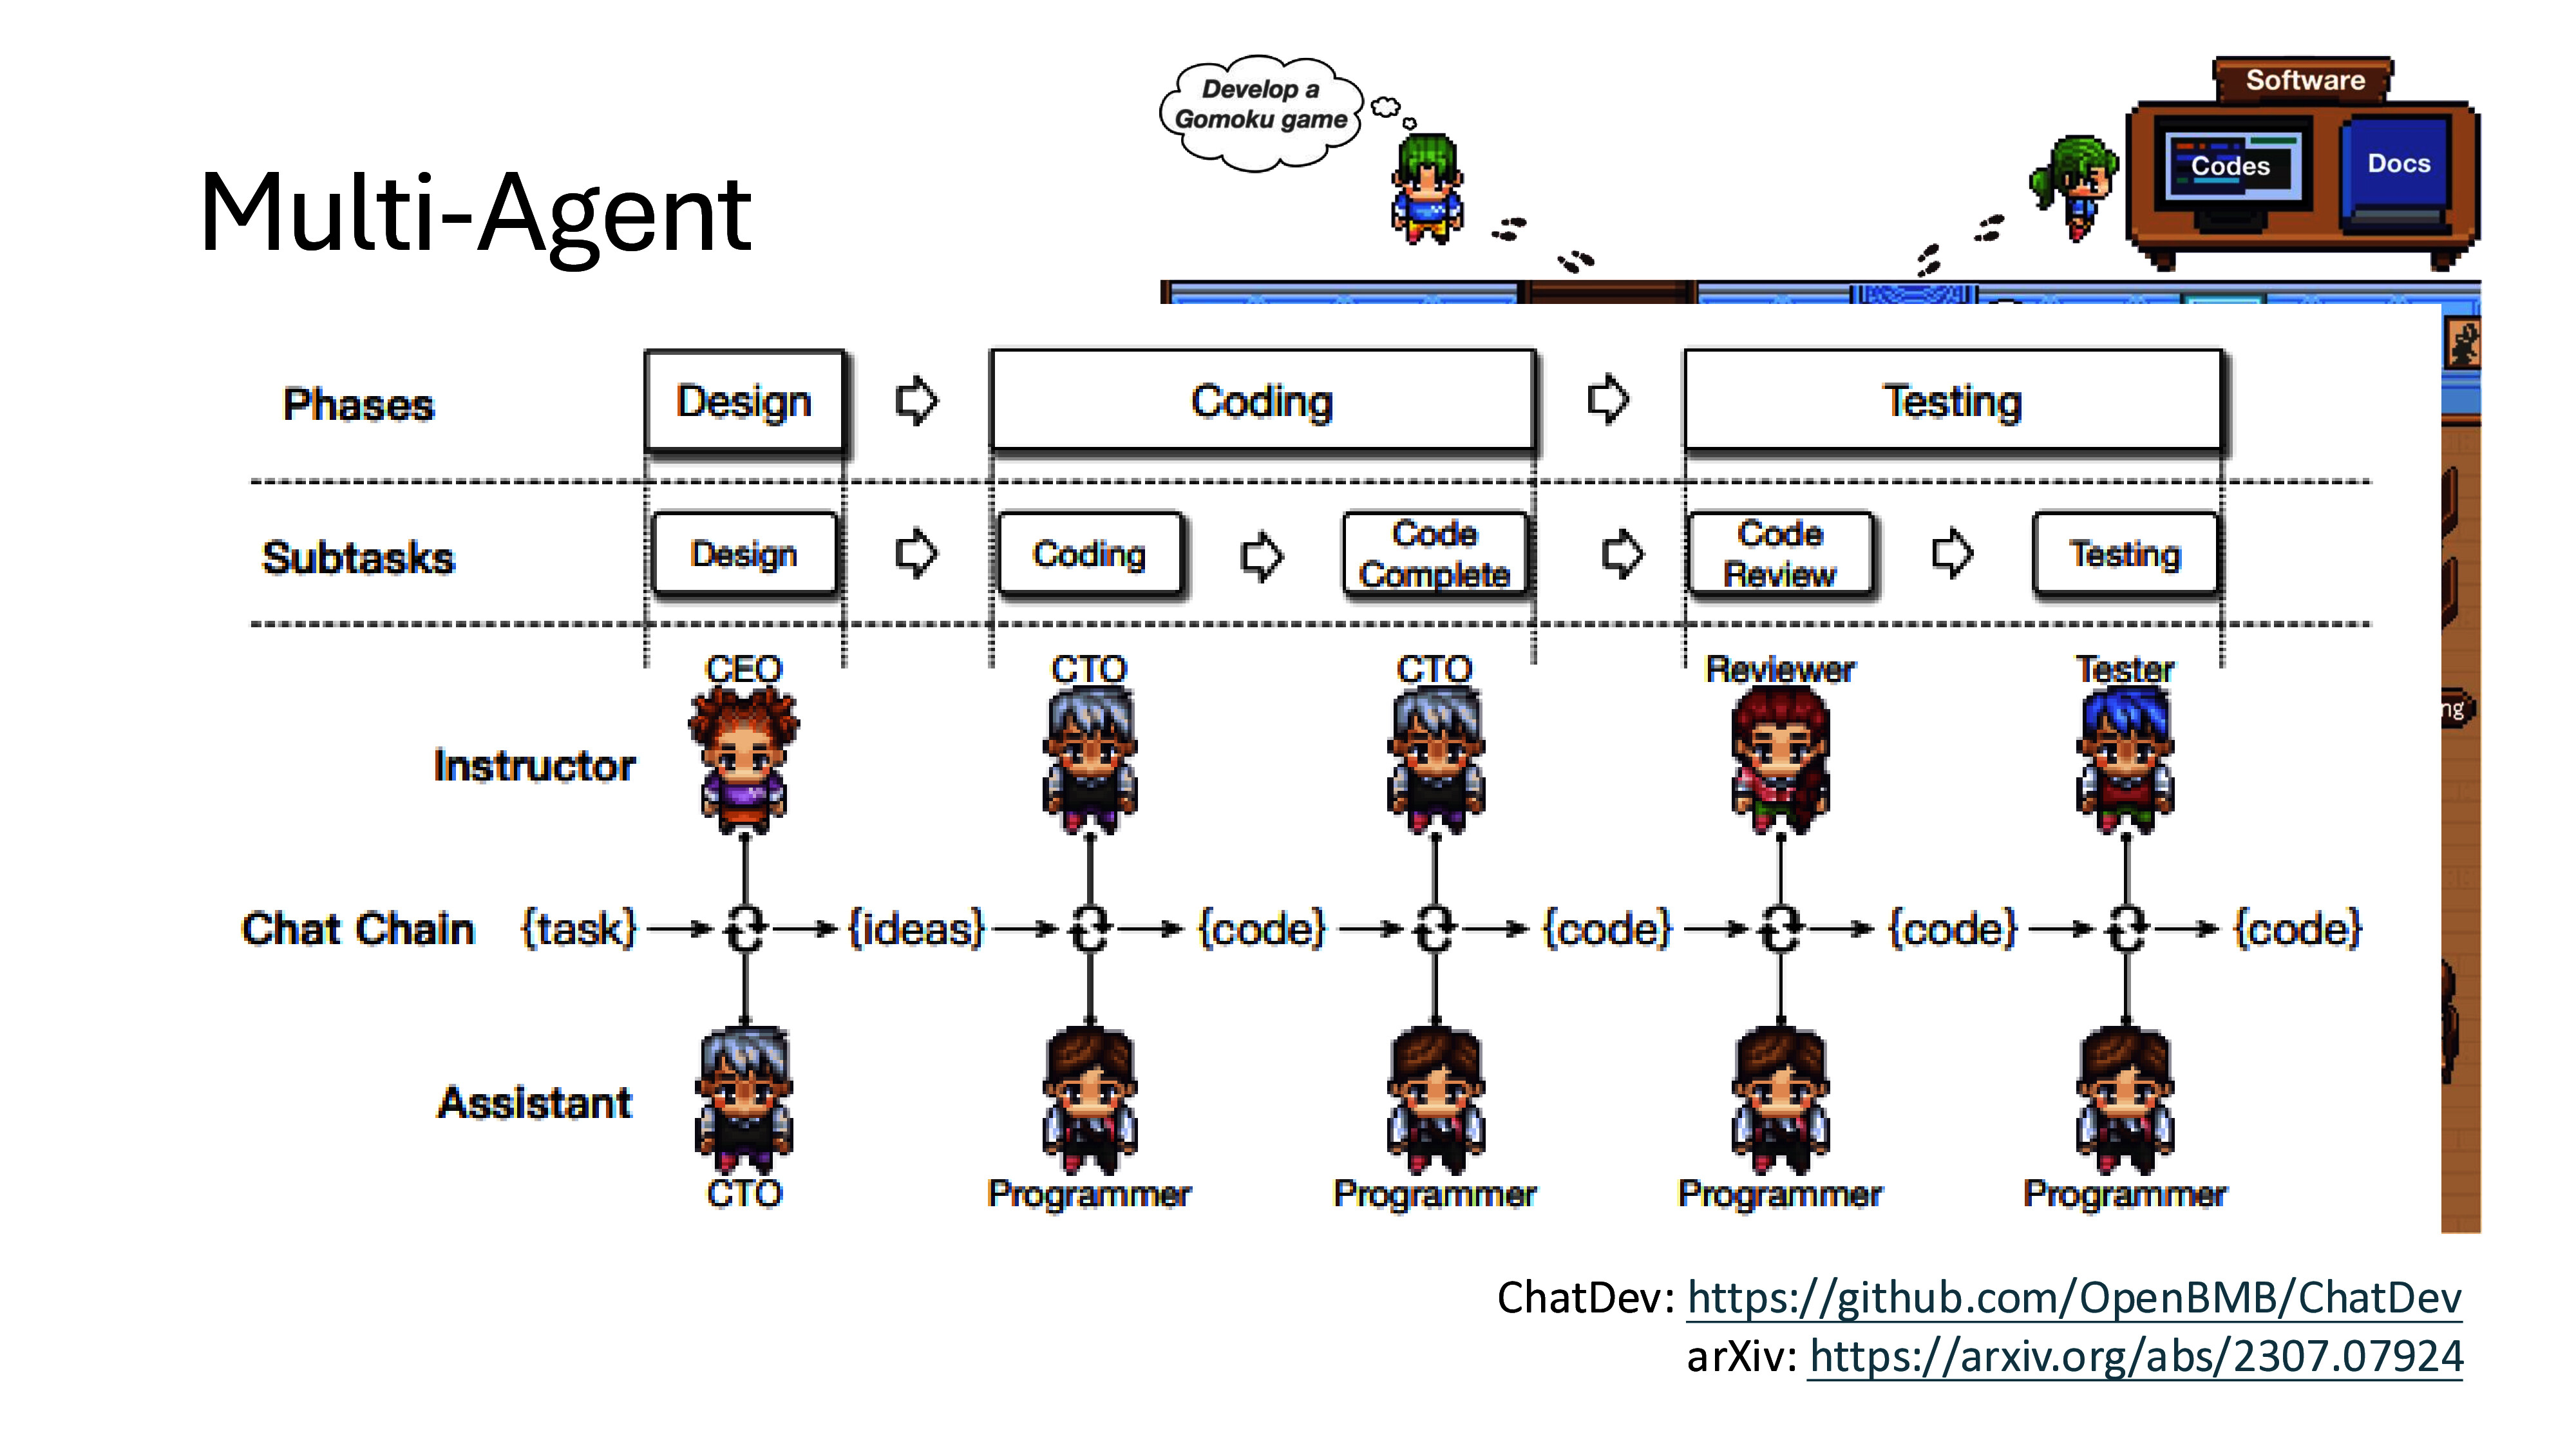 Multi-Agent
Develop a
Gomoku game
Software
Codes
Docs
Phases
Design
Coding
Testing
Subtasks
Design
Coding
Code
Complete
Code
Review
Testing
CEO
CTO
CTO
Reviewer
Tester
Instructor
ng
Chat Chain {task} {ideas} {code} {code} {code} {code}
Assistant
CTO
Programmer
Programmer
Programmer
Programmer
ChatDev: https://github.com/OpenBMB/ChatDev
arXiv: https://arxiv.org/abs/2307.07924